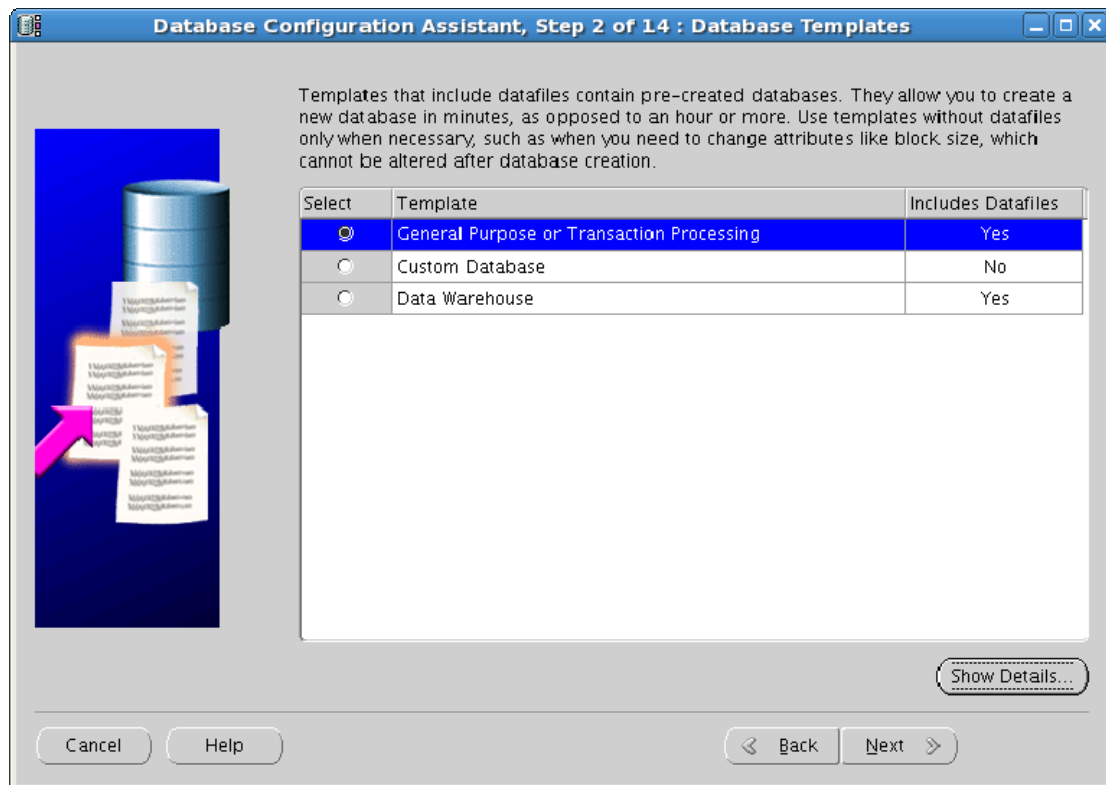 Database Configuration Assistant, Step 2 of 14 : Database Templates
Templates that include datafiles contain pre-created databases. They allow you to create a
new database in minutes, as opposed to an hour or more. Use templates without datafiles
only when necessary, such as when you need to change attributes like block size, which
cannot be altered after database creation.
Select Template Includes Datafiles
General Purpose or Transaction Processing Yes
Custom Database No
Data Warehouse Yes
Show Details...
Cancel Help Back Next